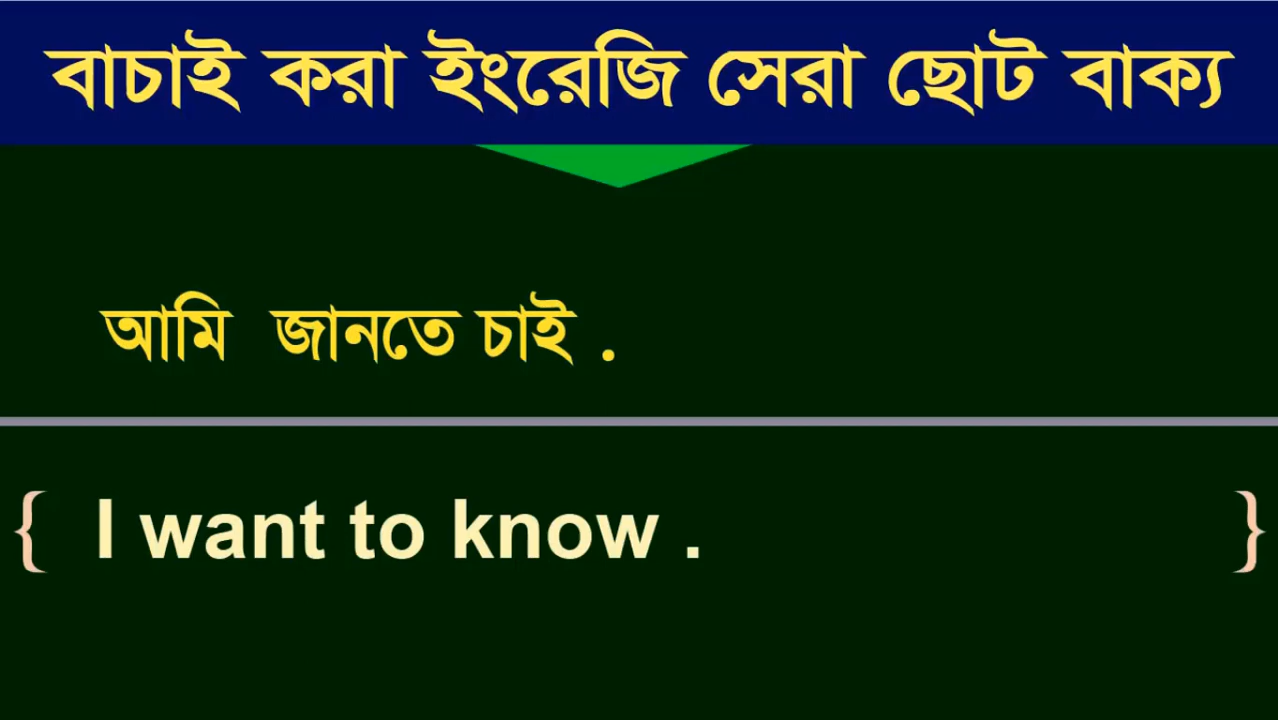 বাচাই করা ইংরেজি সেরা ছোট বাক্য
আমি জানতে চাই .
{ I want to know . }